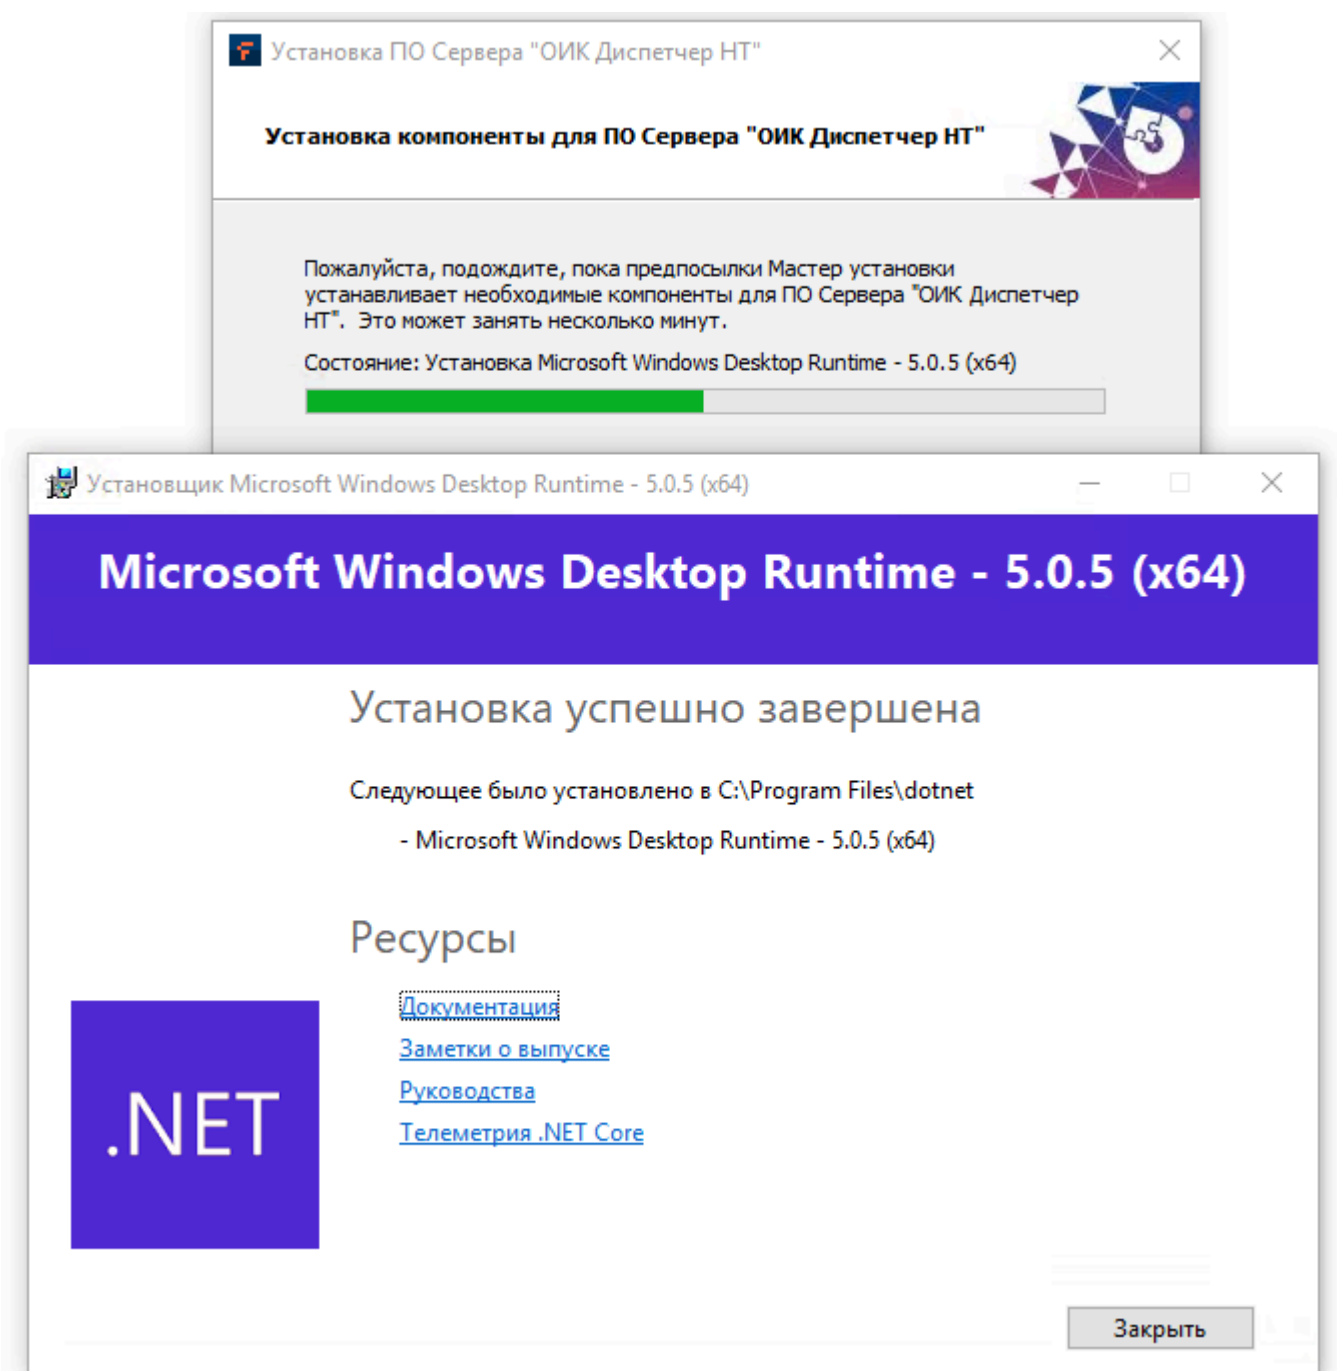 Установка ПО Сервера "ОИК Диспетчер НТ"
Установка компоненты для ПО Сервера "ОИК Диспетчер НТ"
Пожалуйста, подождите, пока предпосылки Мастер установки
устанавливает необходимые компоненты для ПО Сервера "ОИК Диспетчер
НТ". Это может занять несколько минут.
Состояние: Установка Microsoft Windows Desktop Runtime - 5.0.5 (x64)
Установщик Microsoft Windows Desktop Runtime - 5.0.5 (x64)
Microsoft Windows Desktop Runtime - 5.0.5 (x64)
Установка успешно завершена
Следующее было установлено в C:\Program Files\dotnet
- Microsoft Windows Desktop Runtime - 5.0.5 (x64)
Ресурсы
Документация
Заметки о выпуске
Руководства
Телеметрия .NET Core
.NET
Закрыть